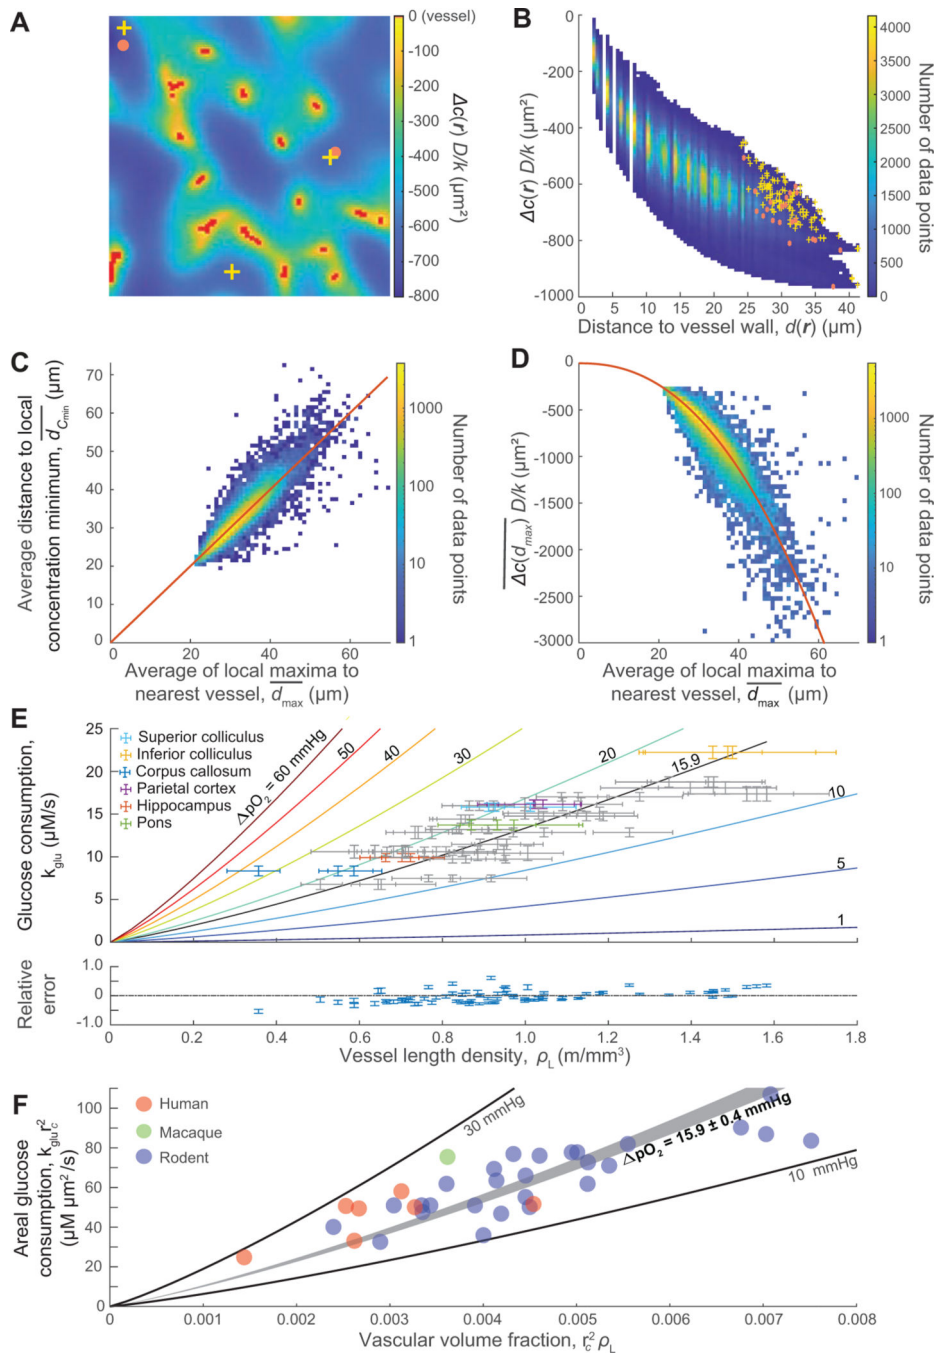 A
0 (vessel)
-100
-200
-300
-400
-500
-600
-700
-800
Δc(r) D/k (µm²)
B
0
-200
-400
-600
-800
-1000
Δc(r) D/k (µm²)
0 5 10 15 20 25 30 35 40
Distance to vessel wall, d(r) (µm)
4000
3500
3000
2500
2000
1500
1000
500
0
Number of data points
C
70
60
50
40
30
20
10
0
Average distance to local
concentration minimum, d_Cmin (µm)
0 20 40 60
Average of local maxima to
nearest vessel, d_max (µm)
1000
100
10
1
Number of data points
D
0
-500
-1000
-1500
-2000
-2500
-3000
Δc(d_max) D/k (µm²)
0 20 40 60
Average of local maxima to
nearest vessel, d_max (µm)
1000
100
10
1
Number of data points
E
25
20
15
10
5
0
Glucose consumption,
k_glu (µM/s)
Superior colliculus
Inferior colliculus
Corpus callosum
Parietal cortex
Hippocampus
Pons
ΔpO₂ = 60 mmHg
50
40
30
20
15.9
10
5
1
Relative
error
1.0
0
-1.0
0 0.2 0.4 0.6 0.8 1.0 1.2 1.4 1.6 1.8
Vessel length density, ρ_L (m/mm³)
F
100
80
60
40
20
0
Areal glucose
consumption, k_glu r_c²
(µM µm²/s)
Human
Macaque
Rodent
30 mmHg
ΔpO₂ = 15.9 ± 0.4 mmHg
10 mmHg
0 0.001 0.002 0.003 0.004 0.005 0.006 0.007 0.008
Vascular volume fraction, r_c² ρ_L